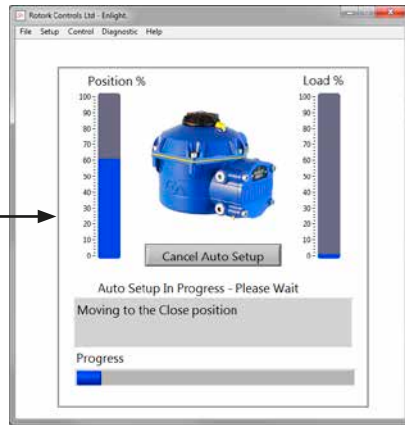 Rotork Controls Ltd - Enlight.
File Setup Control Diagnostic Help
Position % Load %
100 100
90 90
80 80
70 70
60 60
50 50
40 40
30 30
20 20
10 10
0 0
Cancel Auto Setup
Auto Setup In Progress - Please Wait
Moving to the Close position
Progress